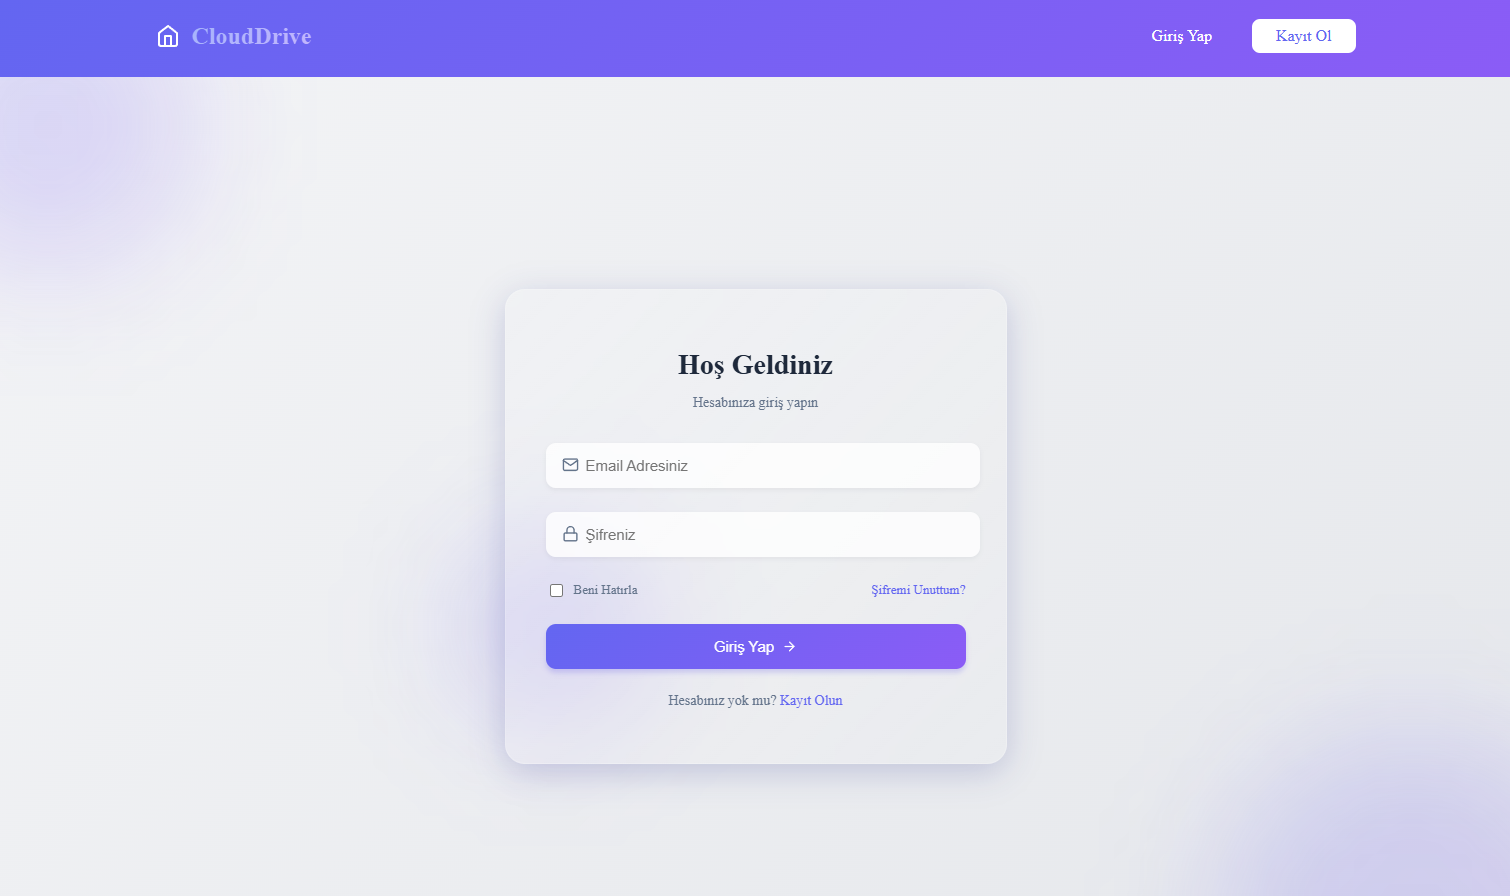 CloudDrive
Giriş Yap
Kayıt Ol
Hoş Geldiniz
Hesabınıza giriş yapın
Email Adresiniz
Şifreniz
Beni Hatırla
Şifremi Unuttum?
Giriş Yap
Hesabınız yok mu? Kayıt Olun